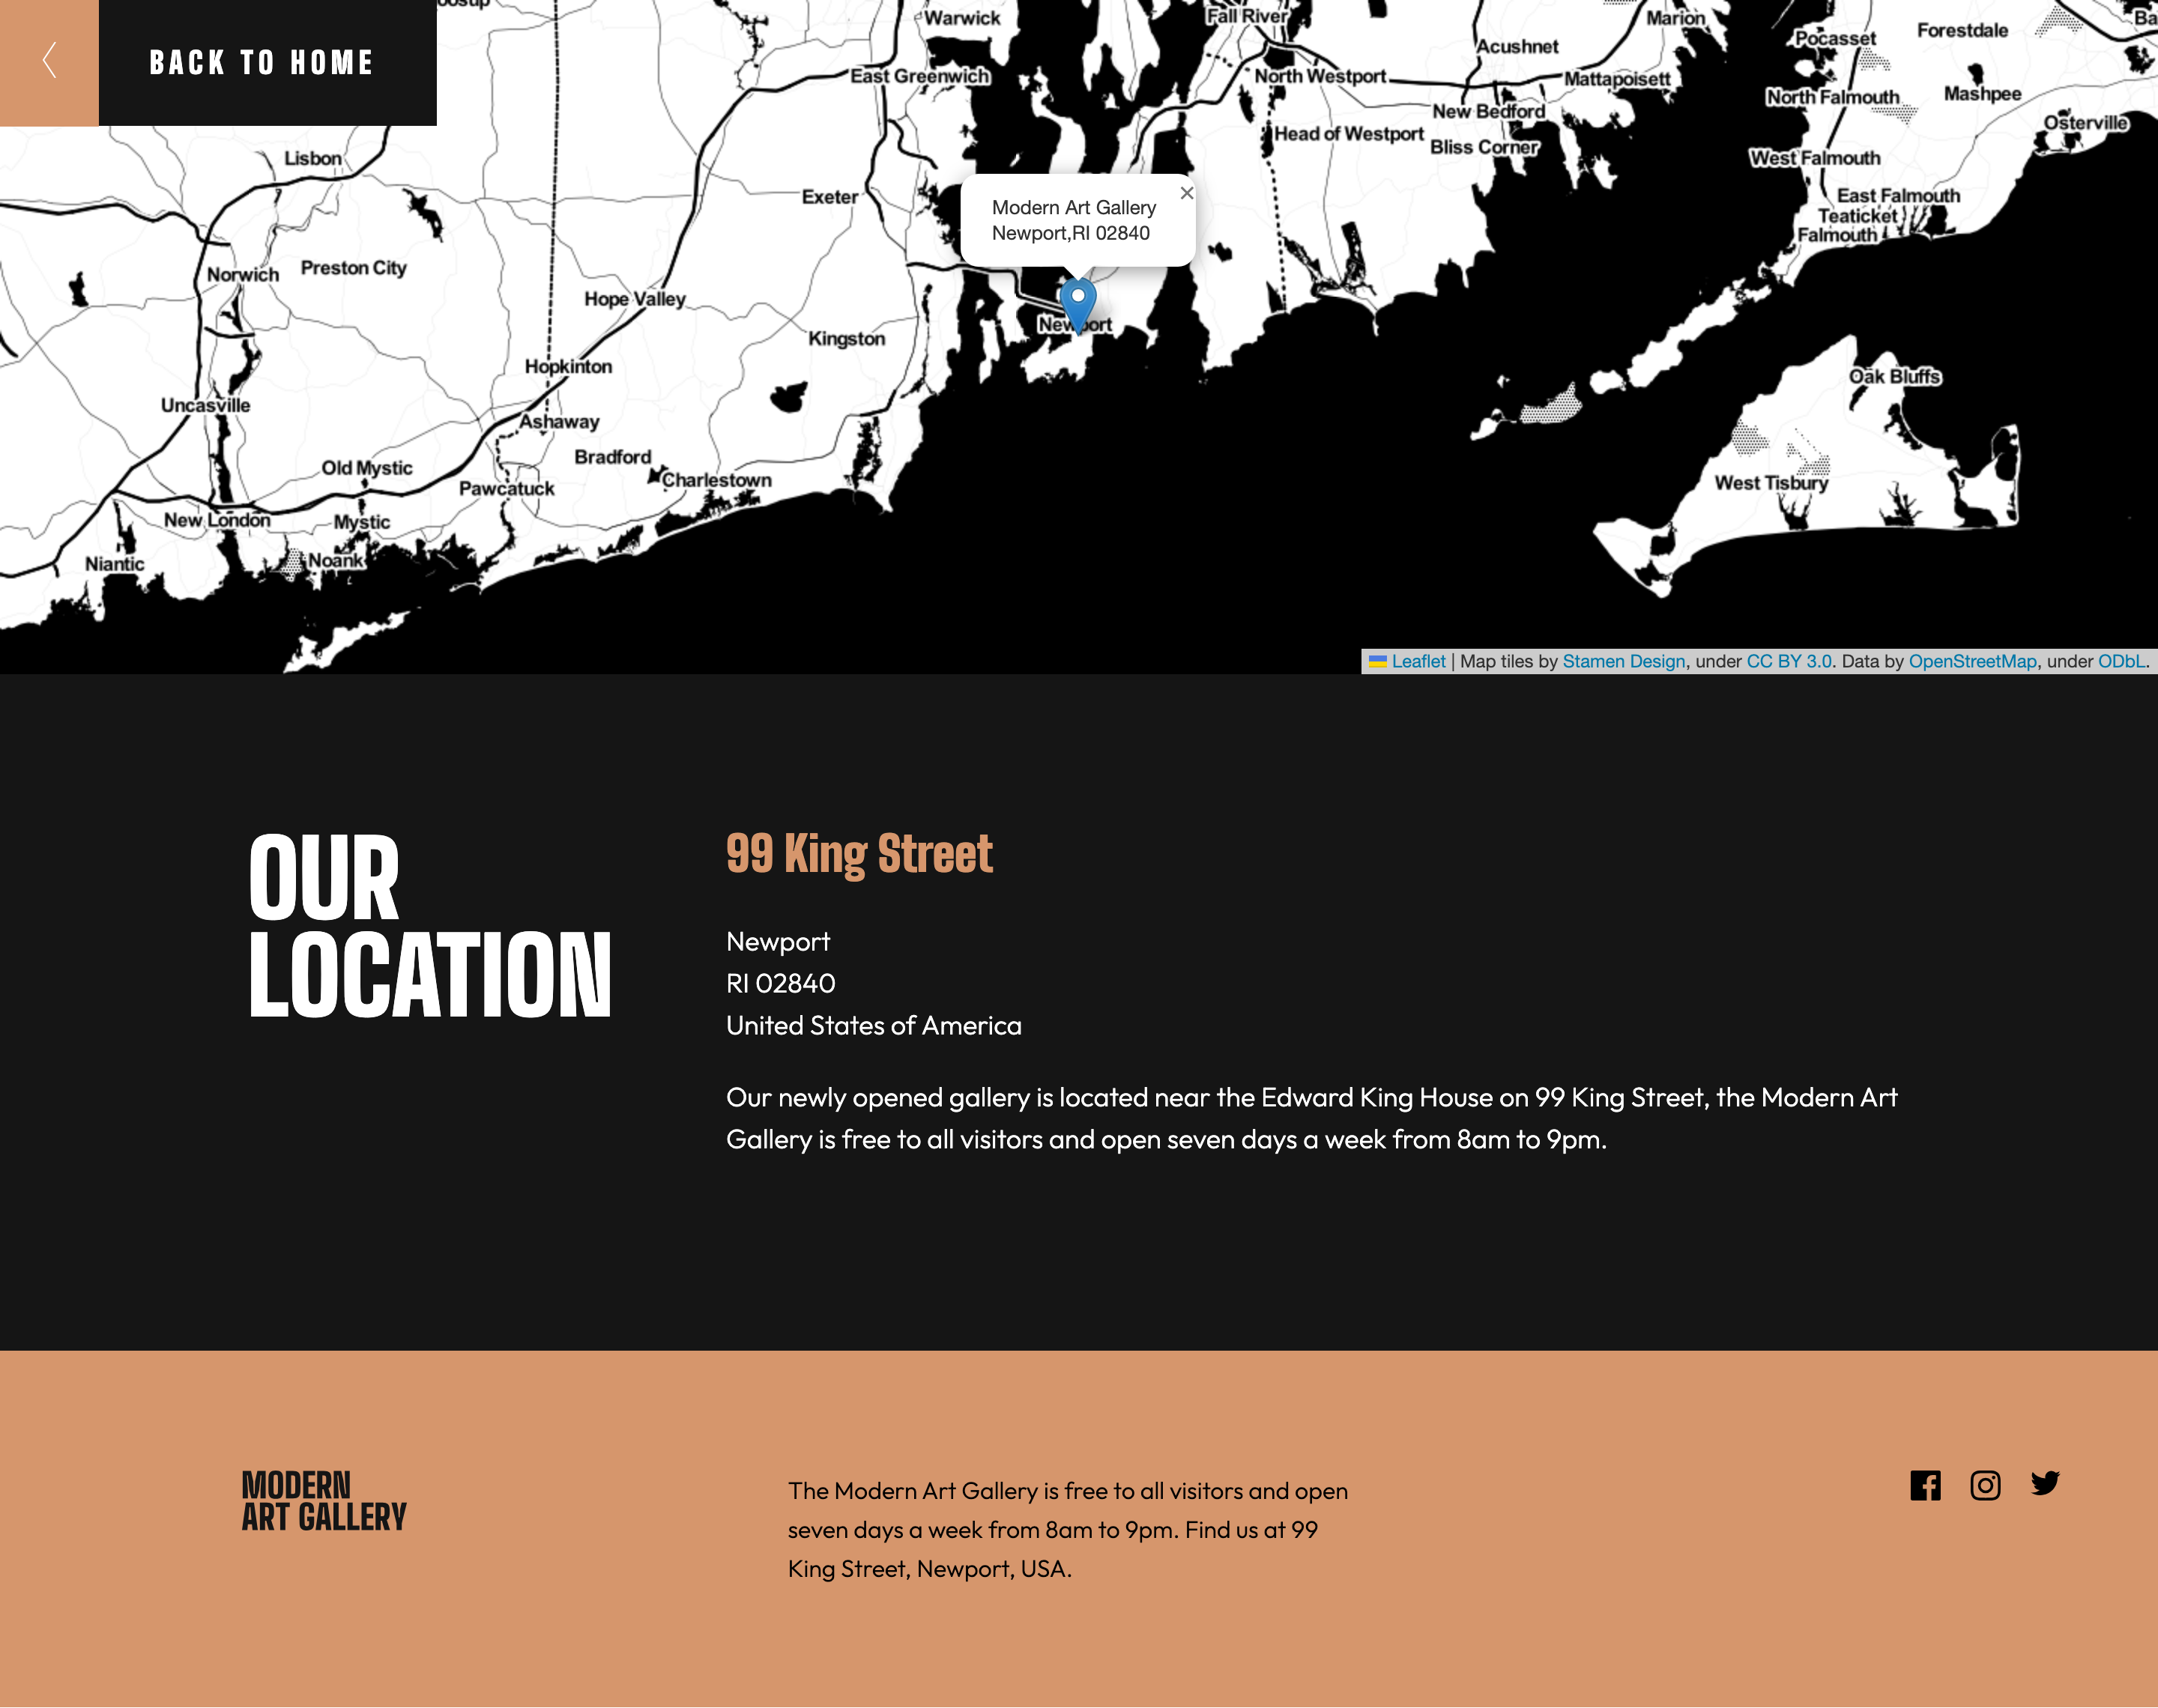 BACK TO HOME
Warwick
Fall River
Marion
Pocasset
Forestdale
Acushnet
East Greenwich
North Westport
Mattapoisett
North Falmouth
Mashpee
New Bedford
Osterville
Head of Westport
Bliss Corner
Lisbon
West Falmouth
Exeter
East Falmouth
Teaticket
Falmouth
Modern Art Gallery
Newport,RI 02840
×
Norwich
Preston City
Hope Valley
Newport
Kingston
Hopkinton
Oak Bluffs
Uncasville
Ashaway
Bradford
Old Mystic
Charlestown
West Tisbury
Pawcatuck
New London
Mystic
Noank
Niantic
Leaflet | Map tiles by Stamen Design, under CC BY 3.0. Data by OpenStreetMap, under ODbL.
OUR
LOCATION
99 King Street
Newport
RI 02840
United States of America
Our newly opened gallery is located near the Edward King House on 99 King Street, the Modern Art
Gallery is free to all visitors and open seven days a week from 8am to 9pm.
MODERN
ART GALLERY
The Modern Art Gallery is free to all visitors and open
seven days a week from 8am to 9pm. Find us at 99
King Street, Newport, USA.